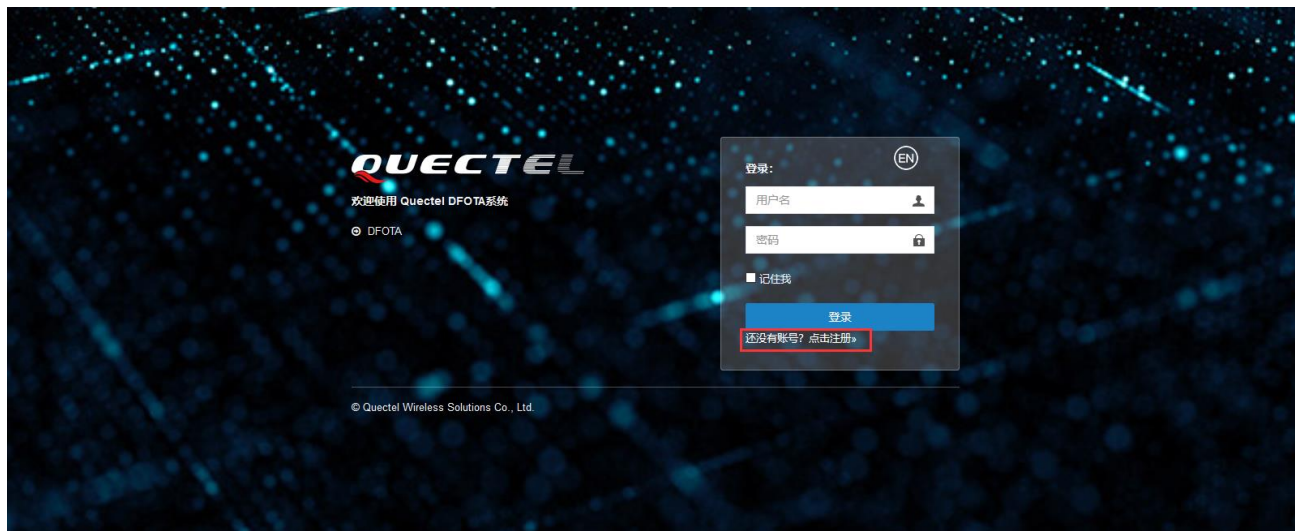 QUECTEL
欢迎使用 Quectel DFOTA系统
DFOTA
登录：
EN
用户名
密码
记住我
登录
还没有账号？点击注册»
© Quectel Wireless Solutions Co., Ltd.